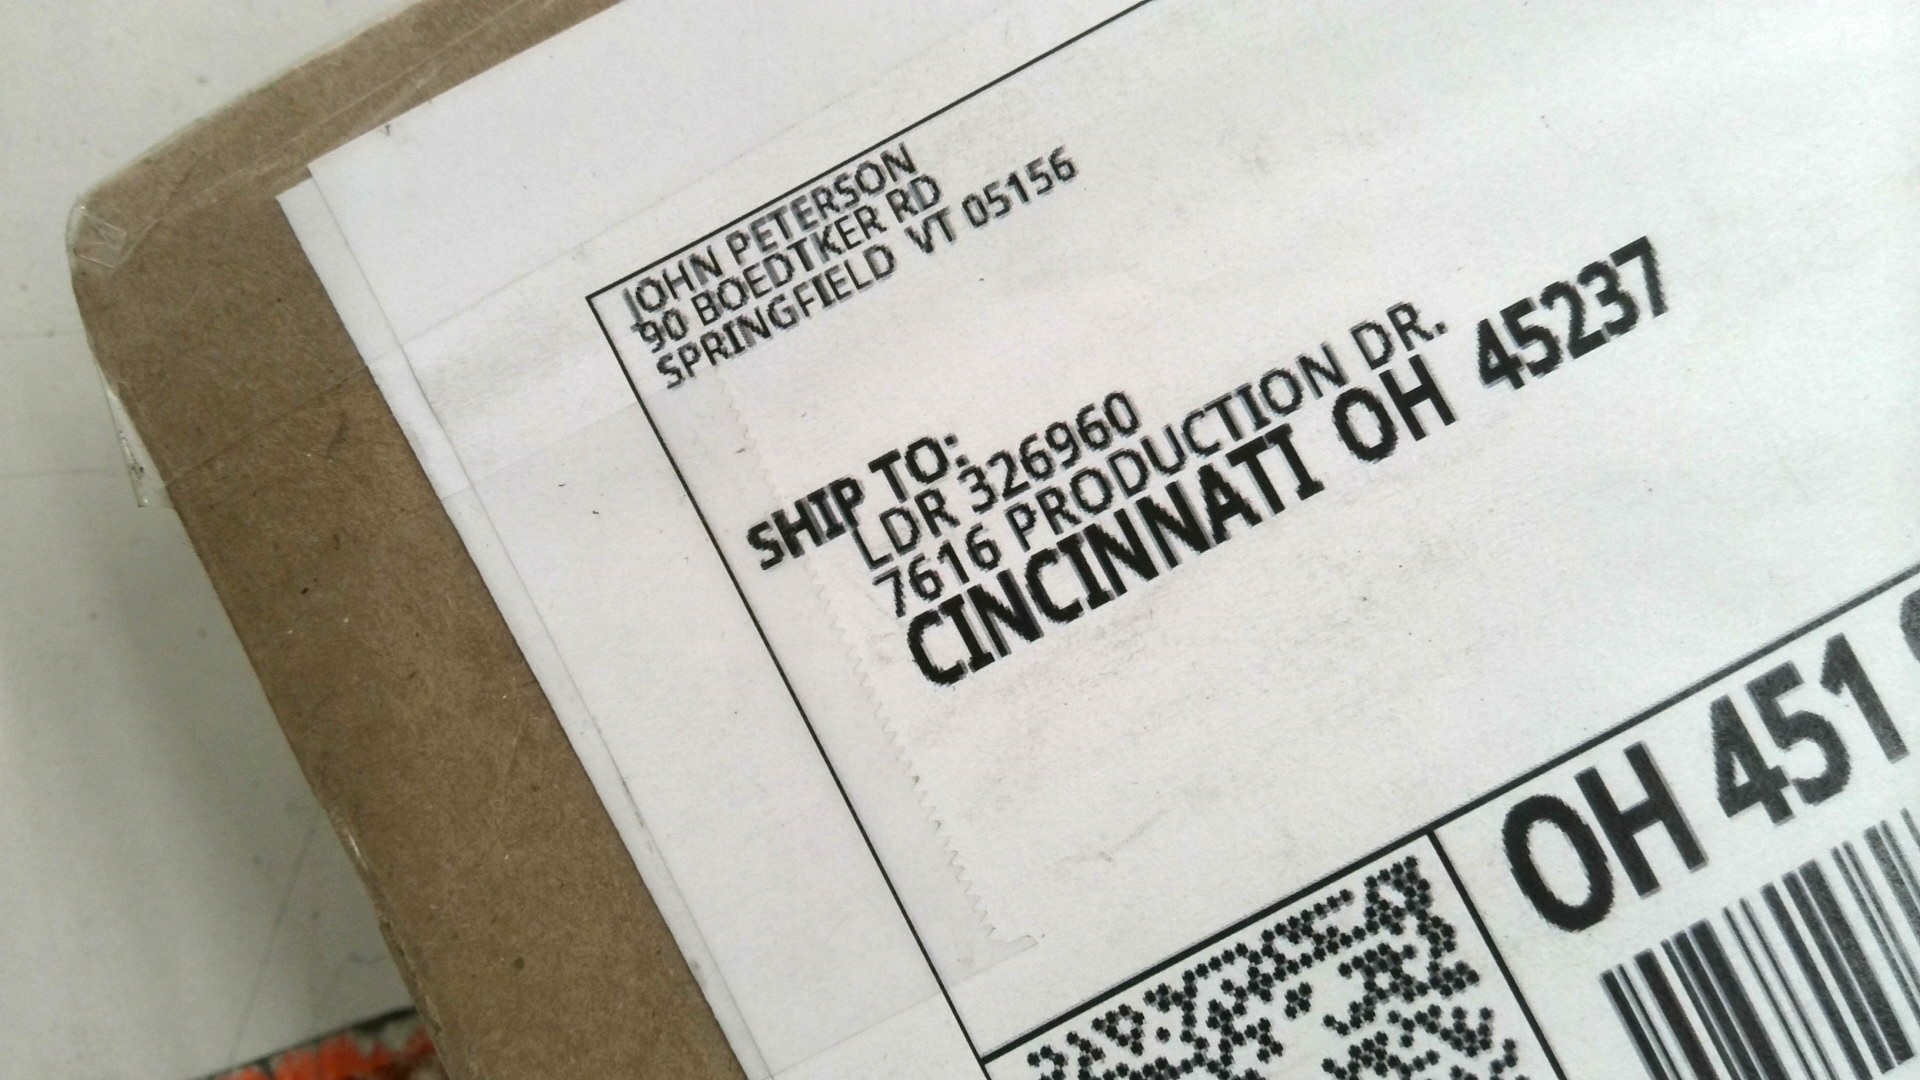 JOHN PETERSON
90 BOEDTKER RD
SPRINGFIELD VT 05156
SHIP TO:
LDR 326960
7616 PRODUCTION DR.
CINCINNATI OH 45237
OH 451